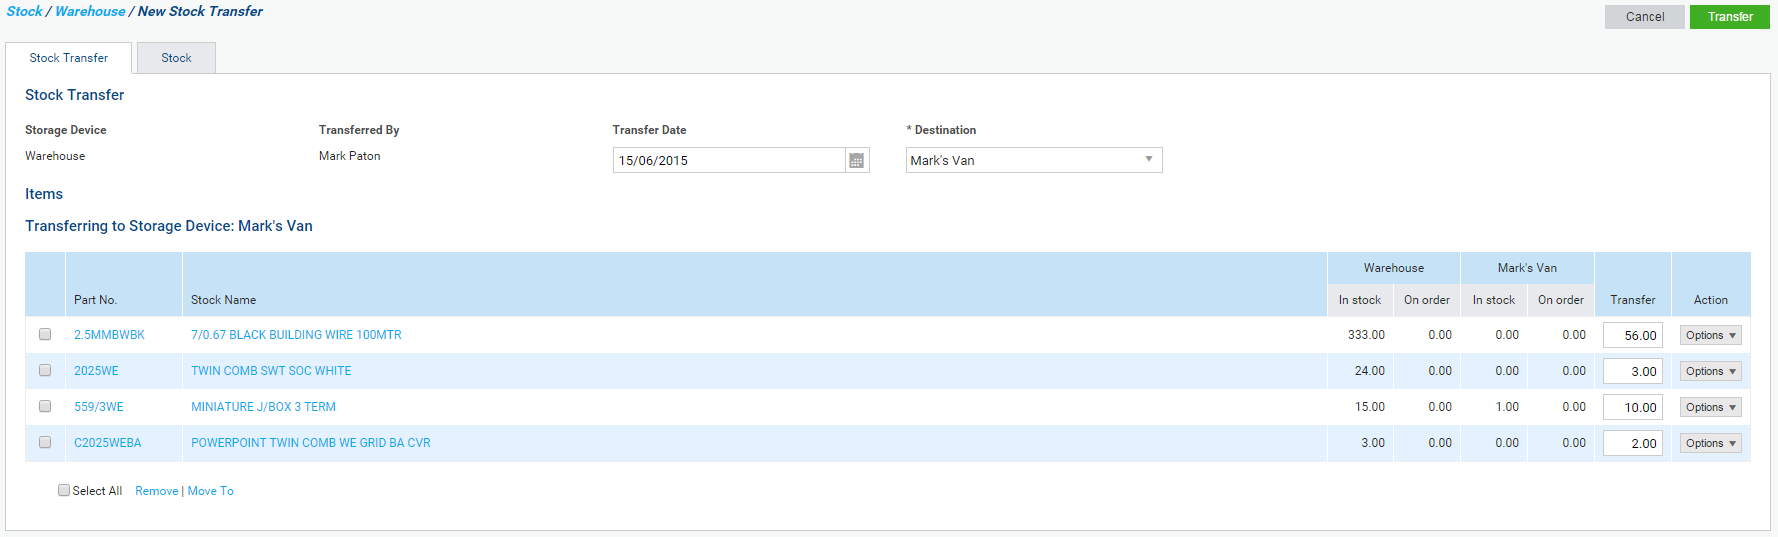 Stock / Warehouse / New Stock Transfer
Cancel Transfer
Stock Transfer Stock
Stock Transfer
Storage Device Transferred By Transfer Date * Destination
Warehouse Mark Paton 15/06/2015 Mark's Van
Items
Transferring to Storage Device: Mark's Van
Warehouse Mark's Van
Part No. Stock Name In stock On order In stock On order Transfer Action
2.5MMBWBK 7/0.67 BLACK BUILDING WIRE 100MTR 333.00 0.00 0.00 0.00 56.00 Options
2025WE TWIN COMB SWT SOC WHITE 24.00 0.00 0.00 0.00 3.00 Options
559/3WE MINIATURE J/BOX 3 TERM 15.00 0.00 1.00 0.00 10.00 Options
C2025WEBA POWERPOINT TWIN COMB WE GRID BA CVR 3.00 0.00 0.00 0.00 2.00 Options
Select All Remove | Move To